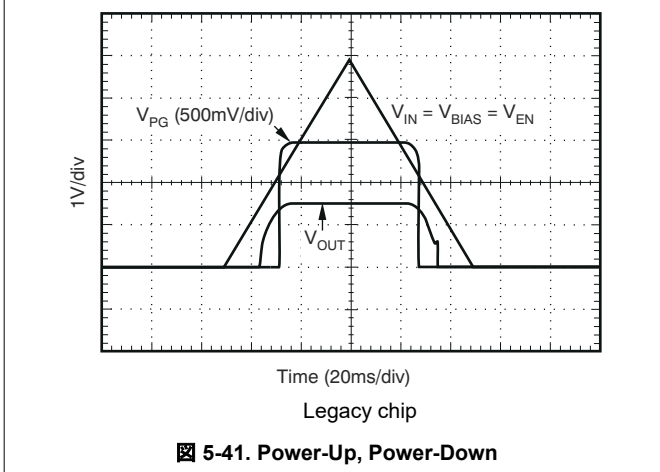 V_PG (500mV/div)
V_IN = V_BIAS = V_EN
V_OUT
1V/div
Time (20ms/div)
Legacy chip
図 5-41. Power-Up, Power-Down